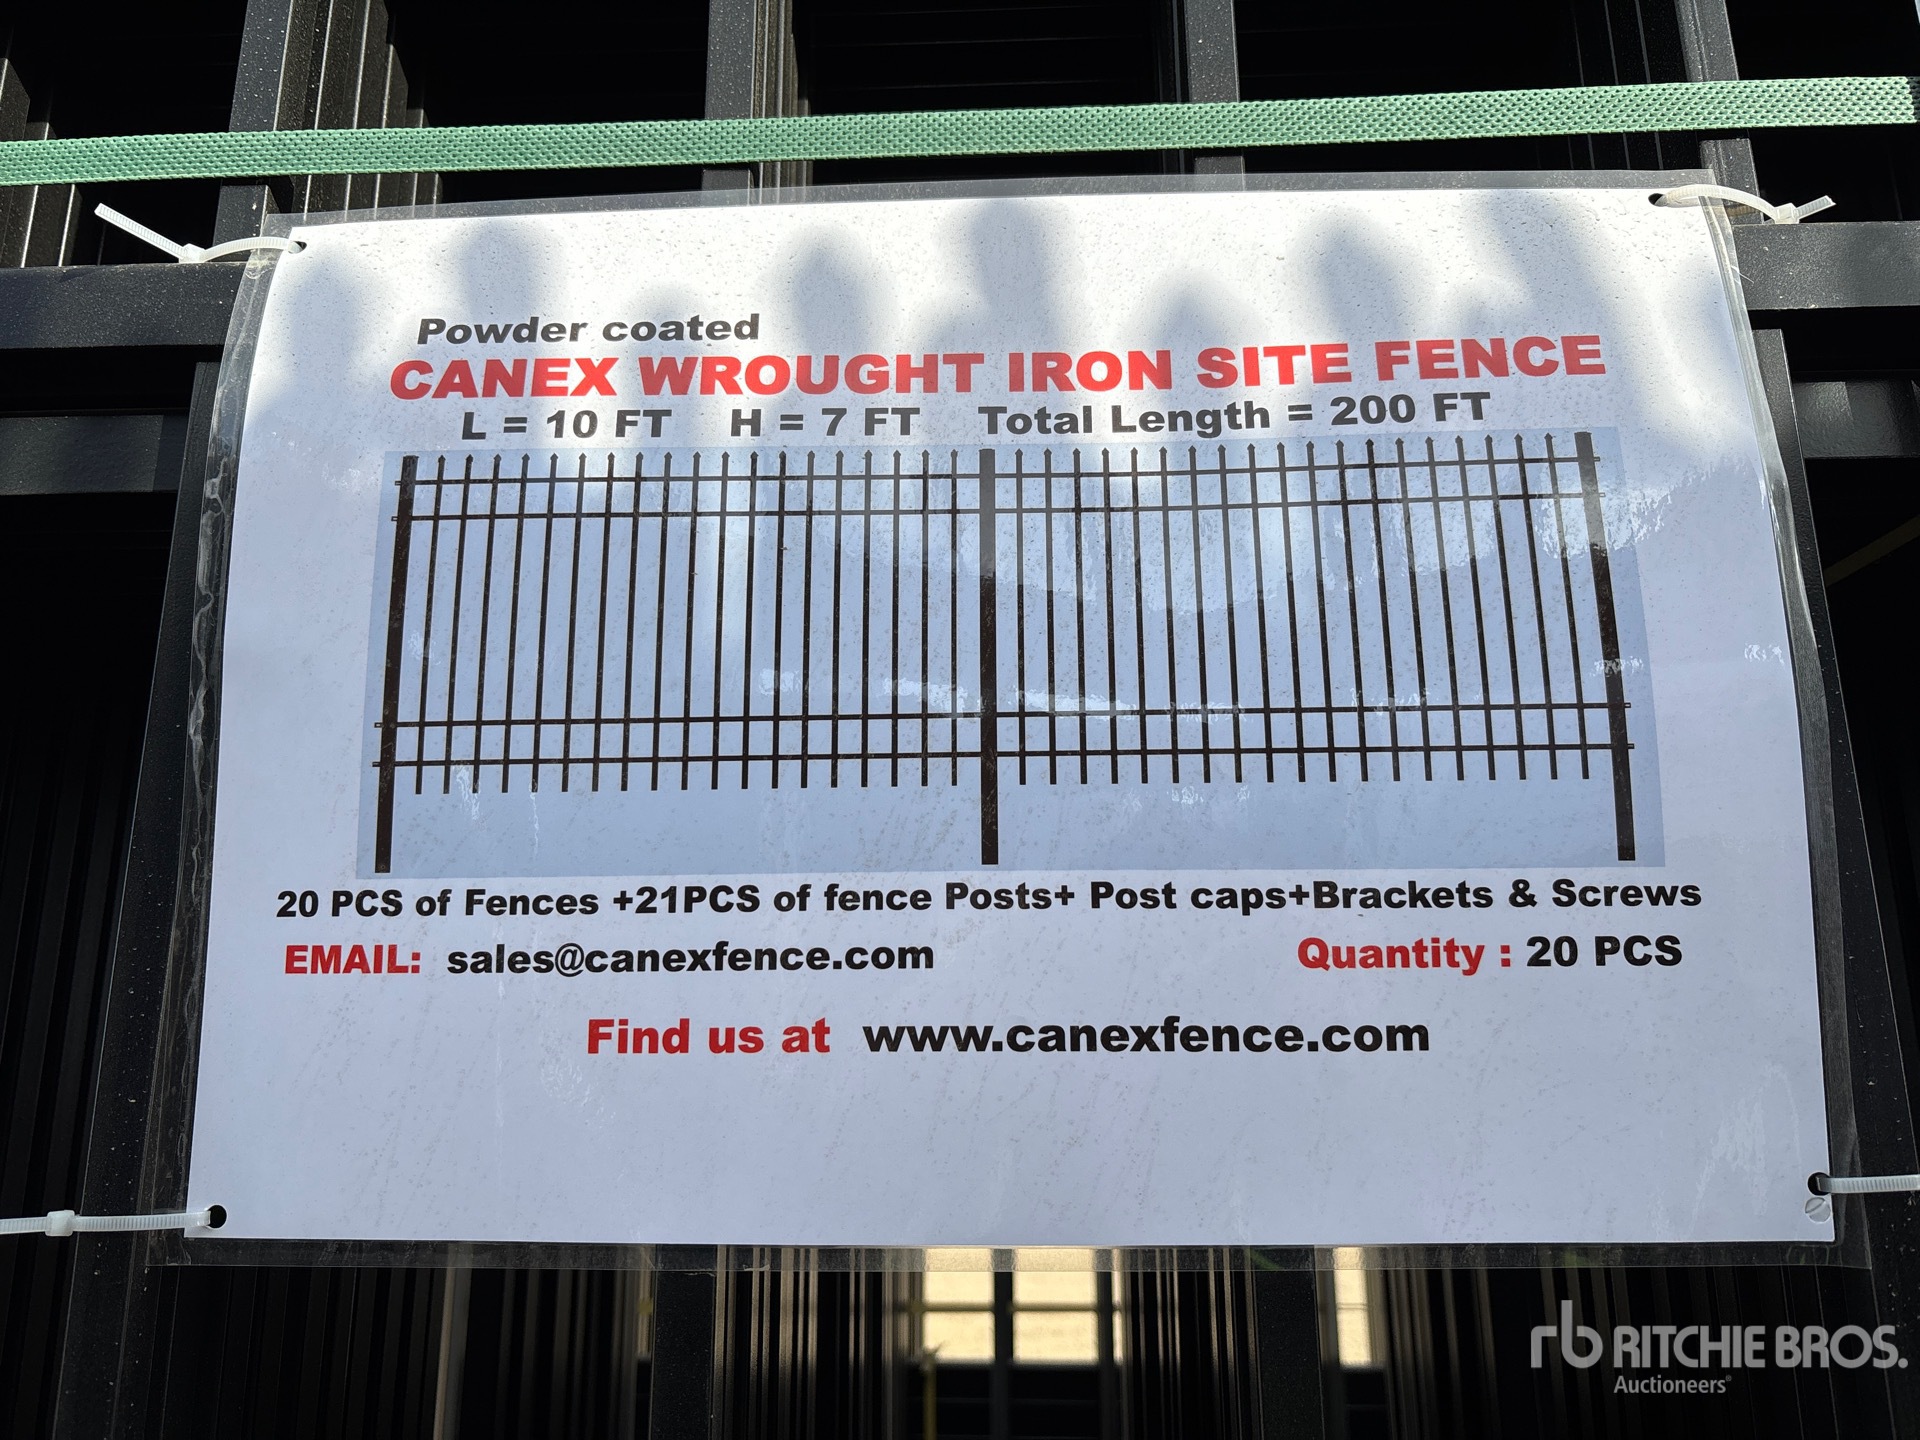 Powder coated
CANEX WROUGHT IRON SITE FENCE
L = 10 FT H = 7 FT Total Length = 200 FT
20 PCS of Fences +21PCS of fence Posts+ Post caps+Brackets & Screws
EMAIL: sales@canexfence.com Quantity : 20 PCS
Find us at www.canexfence.com
rb RITCHIE BROS.
Auctioneers®